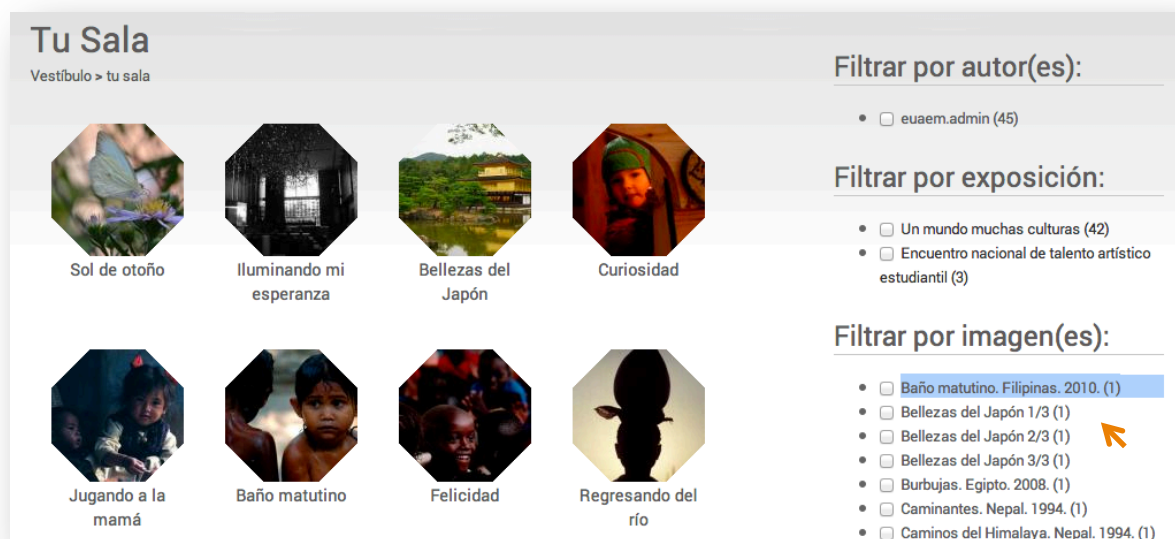 Tu Sala
Vestíbulo > tu sala
Sol de otoño
Iluminando mi
esperanza
Bellezas del
Japón
Curiosidad
Jugando a la
mamá
Baño matutino
Felicidad
Regresando del
río
Filtrar por autor(es):
euaem.admin (45)
Filtrar por exposición:
Un mundo muchas culturas (42)
Encuentro nacional de talento artístico
estudiantil (3)
Filtrar por imagen(es):
Baño matutino. Filipinas. 2010. (1)
Bellezas del Japón 1/3 (1)
Bellezas del Japón 2/3 (1)
Bellezas del Japón 3/3 (1)
Burbujas. Egipto. 2008. (1)
Caminantes. Nepal. 1994. (1)
Caminos del Himalaya. Nepal. 1994. (1)